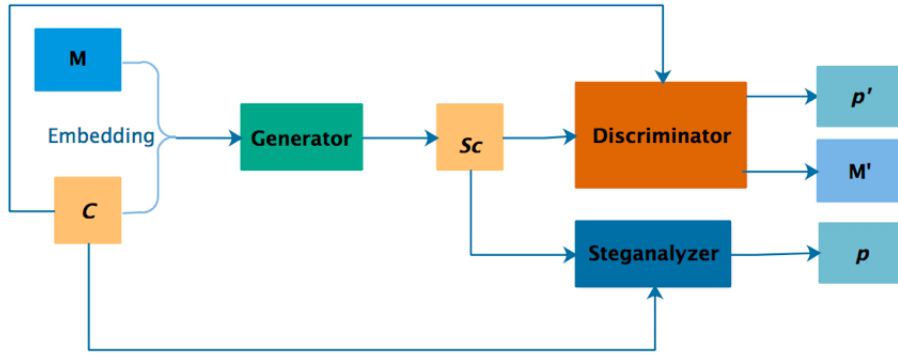 M
Embedding
C
Generator
Sc
Discriminator
p'
M'
Steganalyzer
p